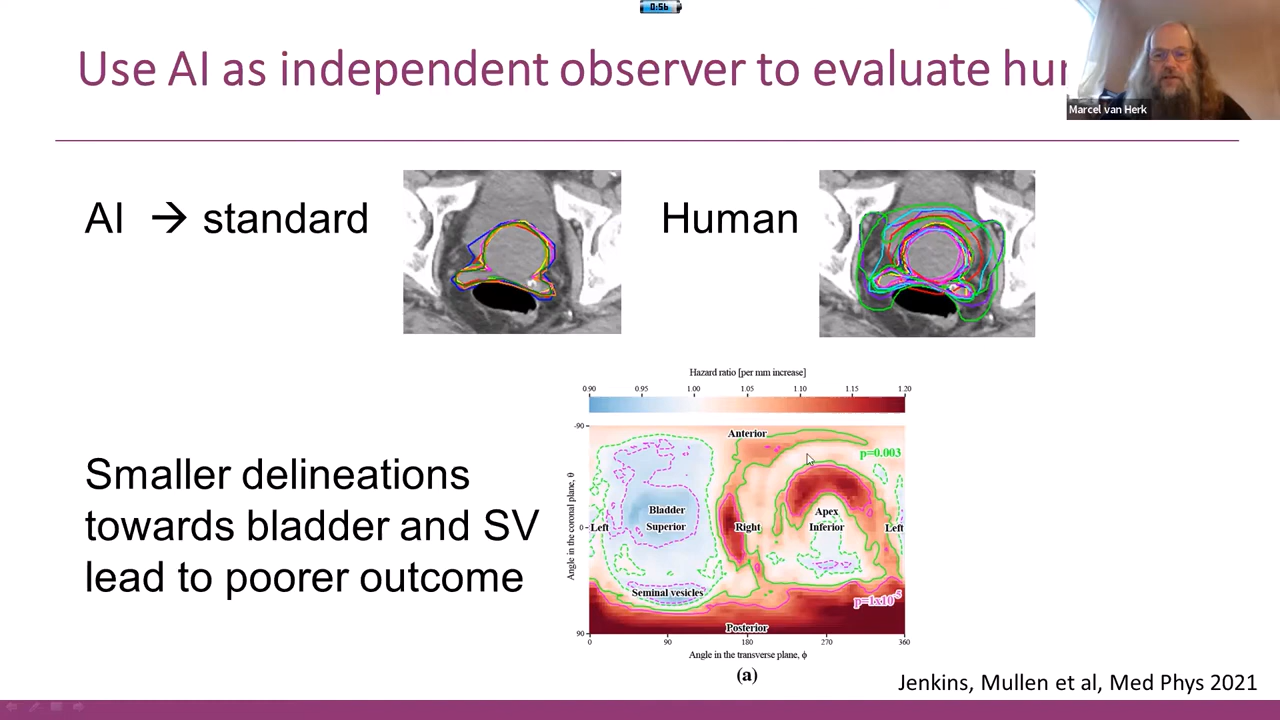 0:56
Use AI as independent observer to evaluate hu
Marcel van Herk
AI → standard
Human
Hazard ratio [per mm increase]
0.90 0.95 1.00 1.05 1.10 1.15 1.20
-90
Anterior
p=0.003
Angle in the coronal plane, θ
Bladder
Apex
0
Left
Superior
Right
Inferior
Left
Smaller delineations
towards bladder and SV
lead to poorer outcome
Seminal vesicles
p=1x10⁻⁵
Posterior
90
0 90 180 270 360
Angle in the transverse plane, ϕ
(a)
Jenkins, Mullen et al, Med Phys 2021